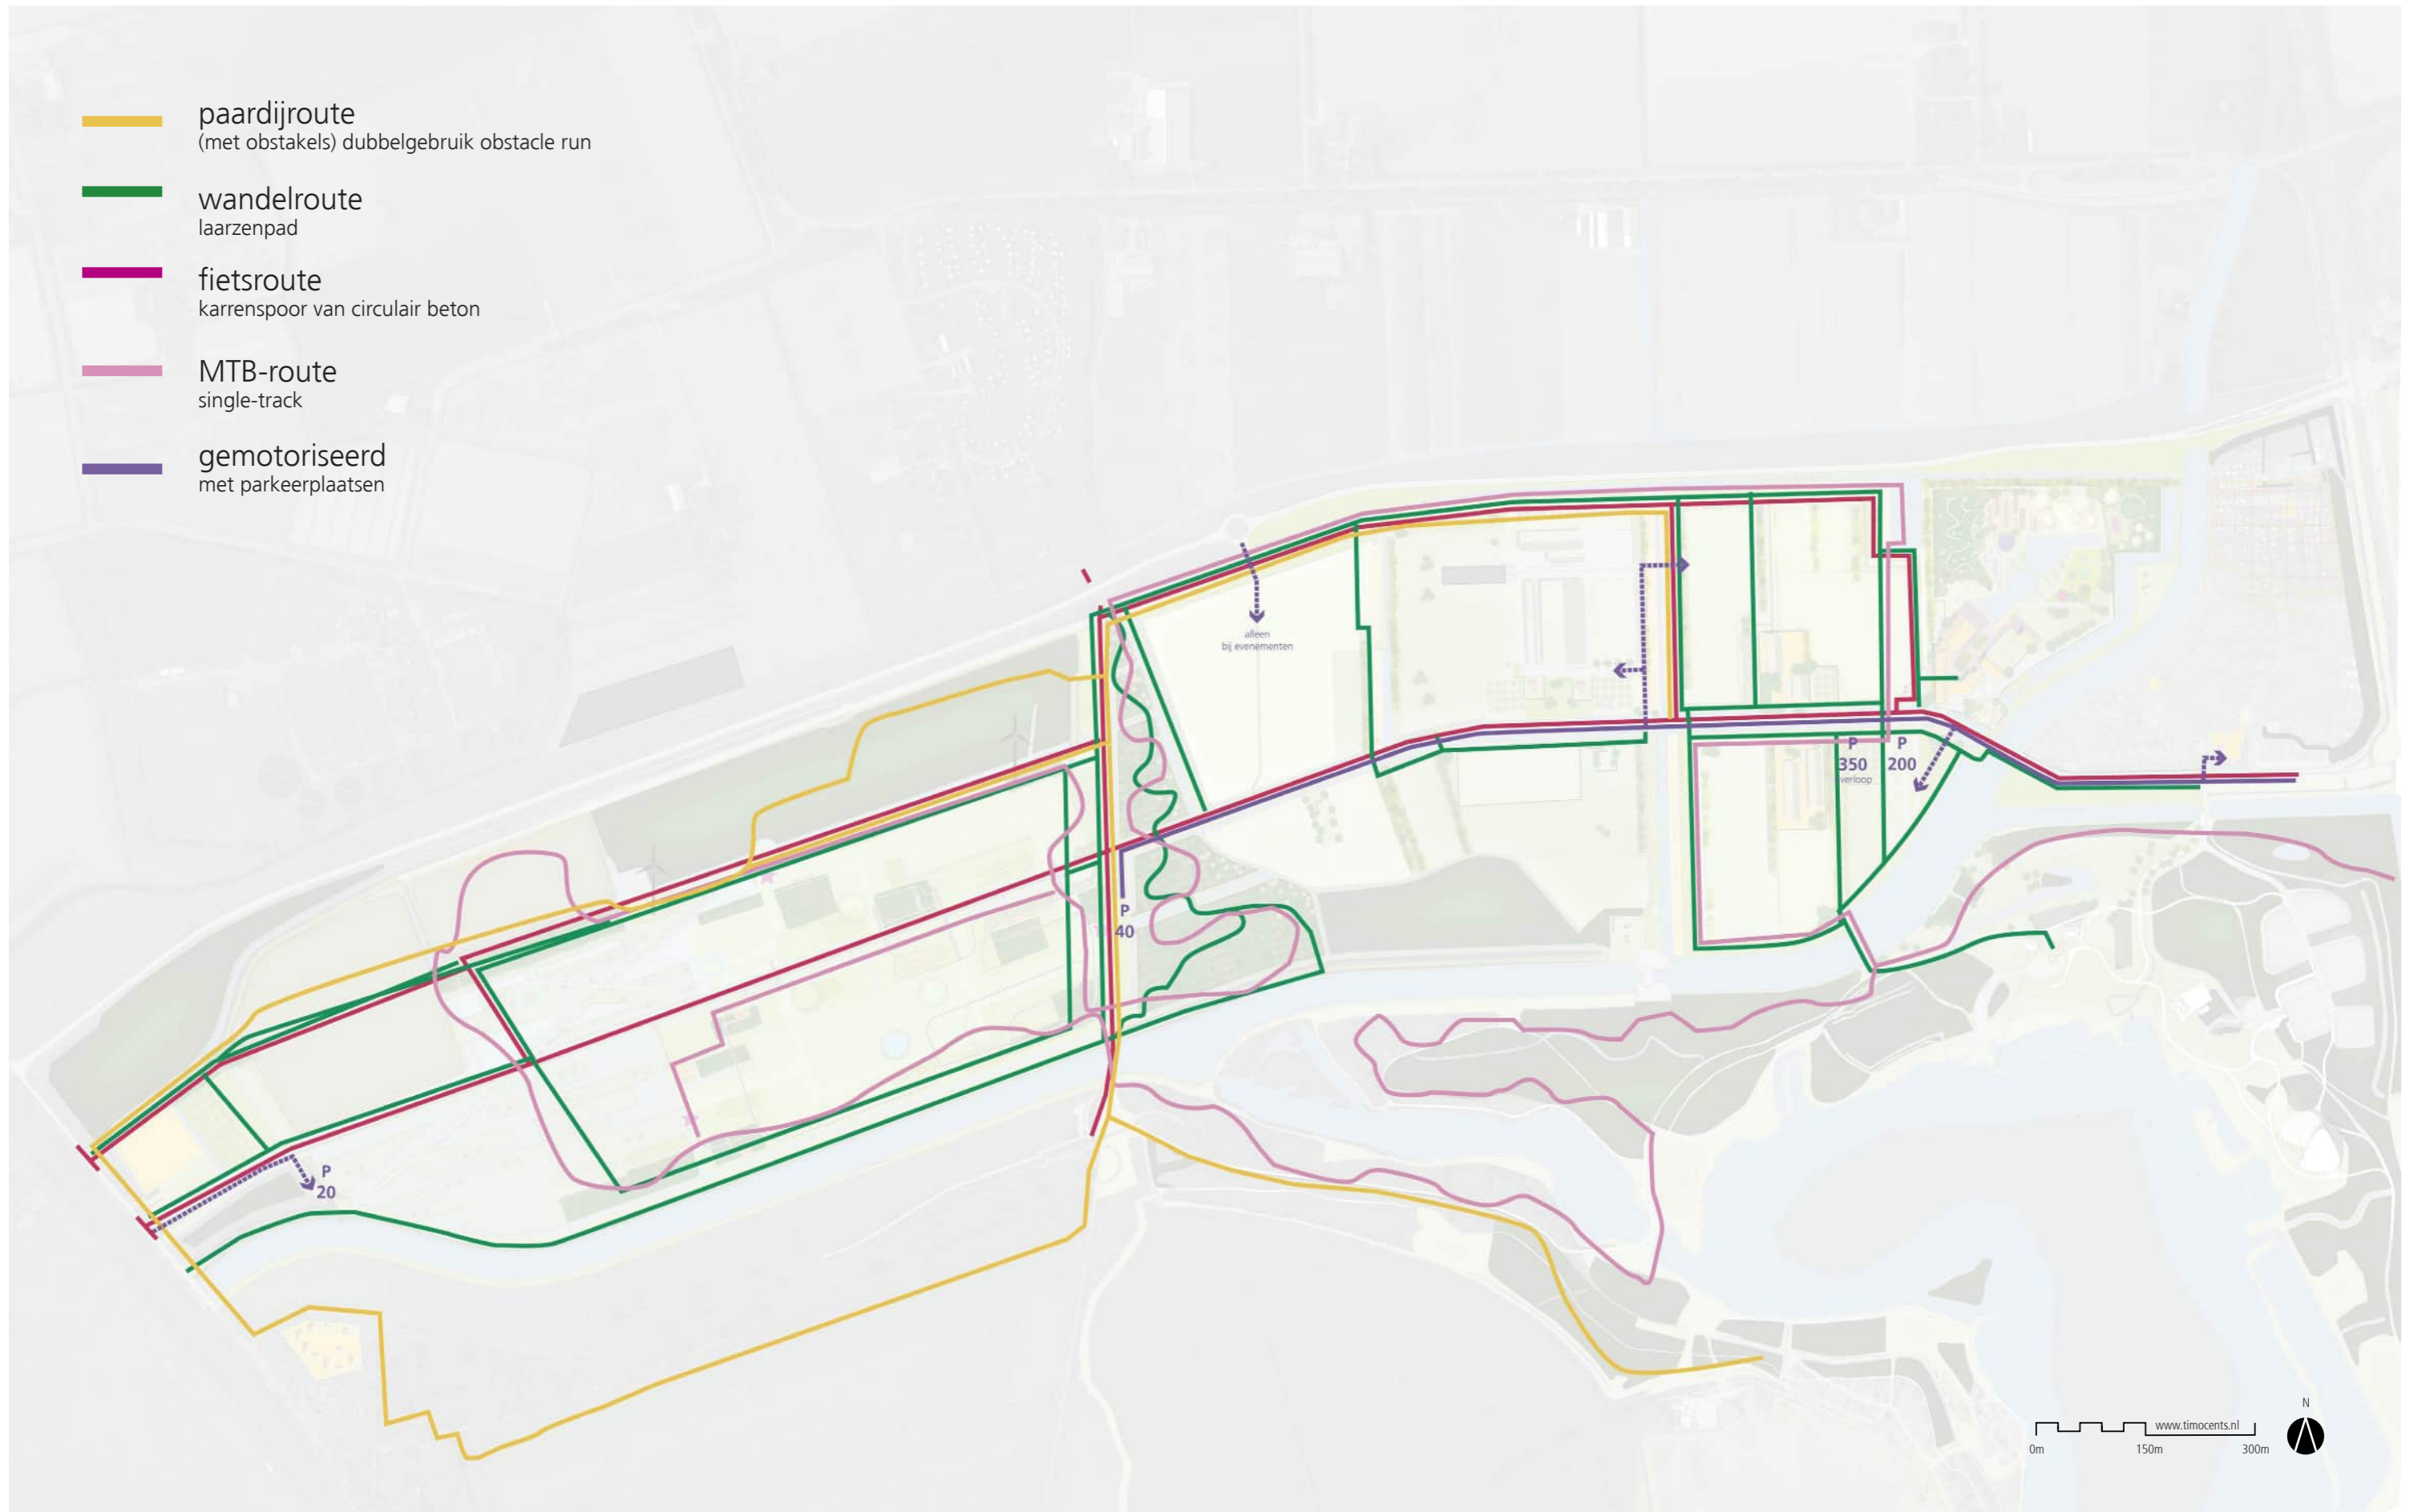 paardijroute
(met obstakels) dubbelgebruik obstacle run
wandelroute
laarzenpad
fietsroute
karrenspoor van circulair beton
MTB-route
single-track
gemotoriseerd
met parkeerplaatsen
alleen
bij evenementen
P
350
verloop
P
200
P
40
P
20
N
www.timocents.nl
0m
150m
300m